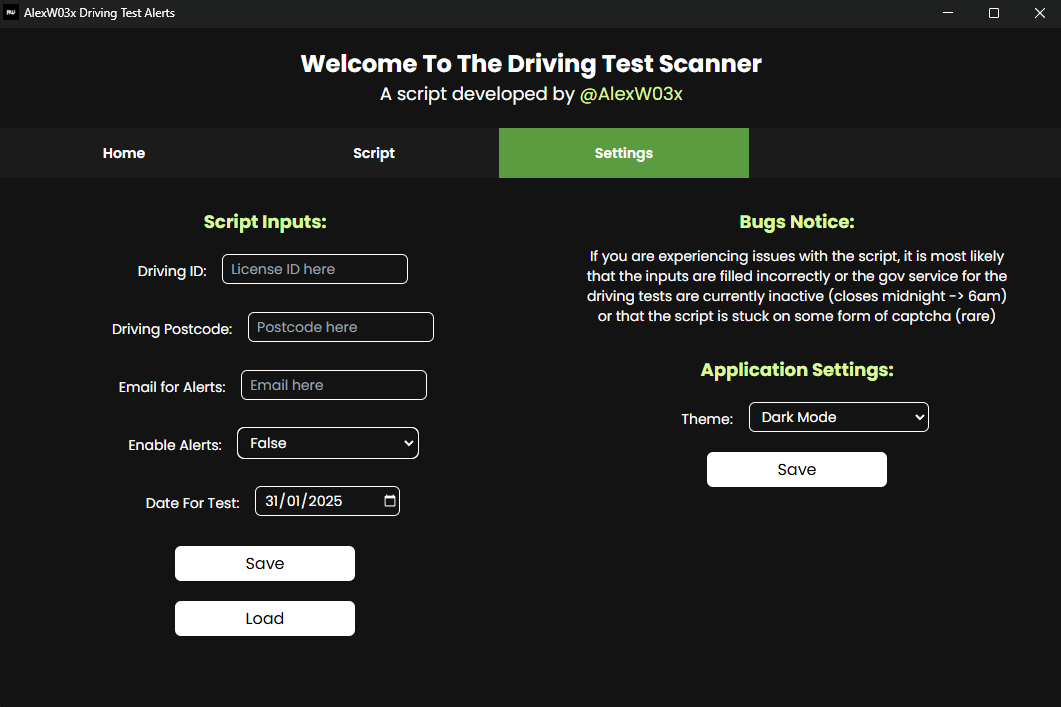 AlexW03x Driving Test Alerts
Welcome To The Driving Test Scanner
A script developed by @AlexW03x
Home
Script
Settings
Script Inputs:
Driving ID:
License ID here
Driving Postcode:
Postcode here
Email for Alerts:
Email here
Enable Alerts:
False
Date For Test:
31/01/2025
Save
Load
Bugs Notice:
If you are experiencing issues with the script, it is most likely
that the inputs are filled incorrectly or the gov service for the
driving tests are currently inactive (closes midnight -> 6am)
or that the script is stuck on some form of captcha (rare)
Application Settings:
Theme:
Dark Mode
Save